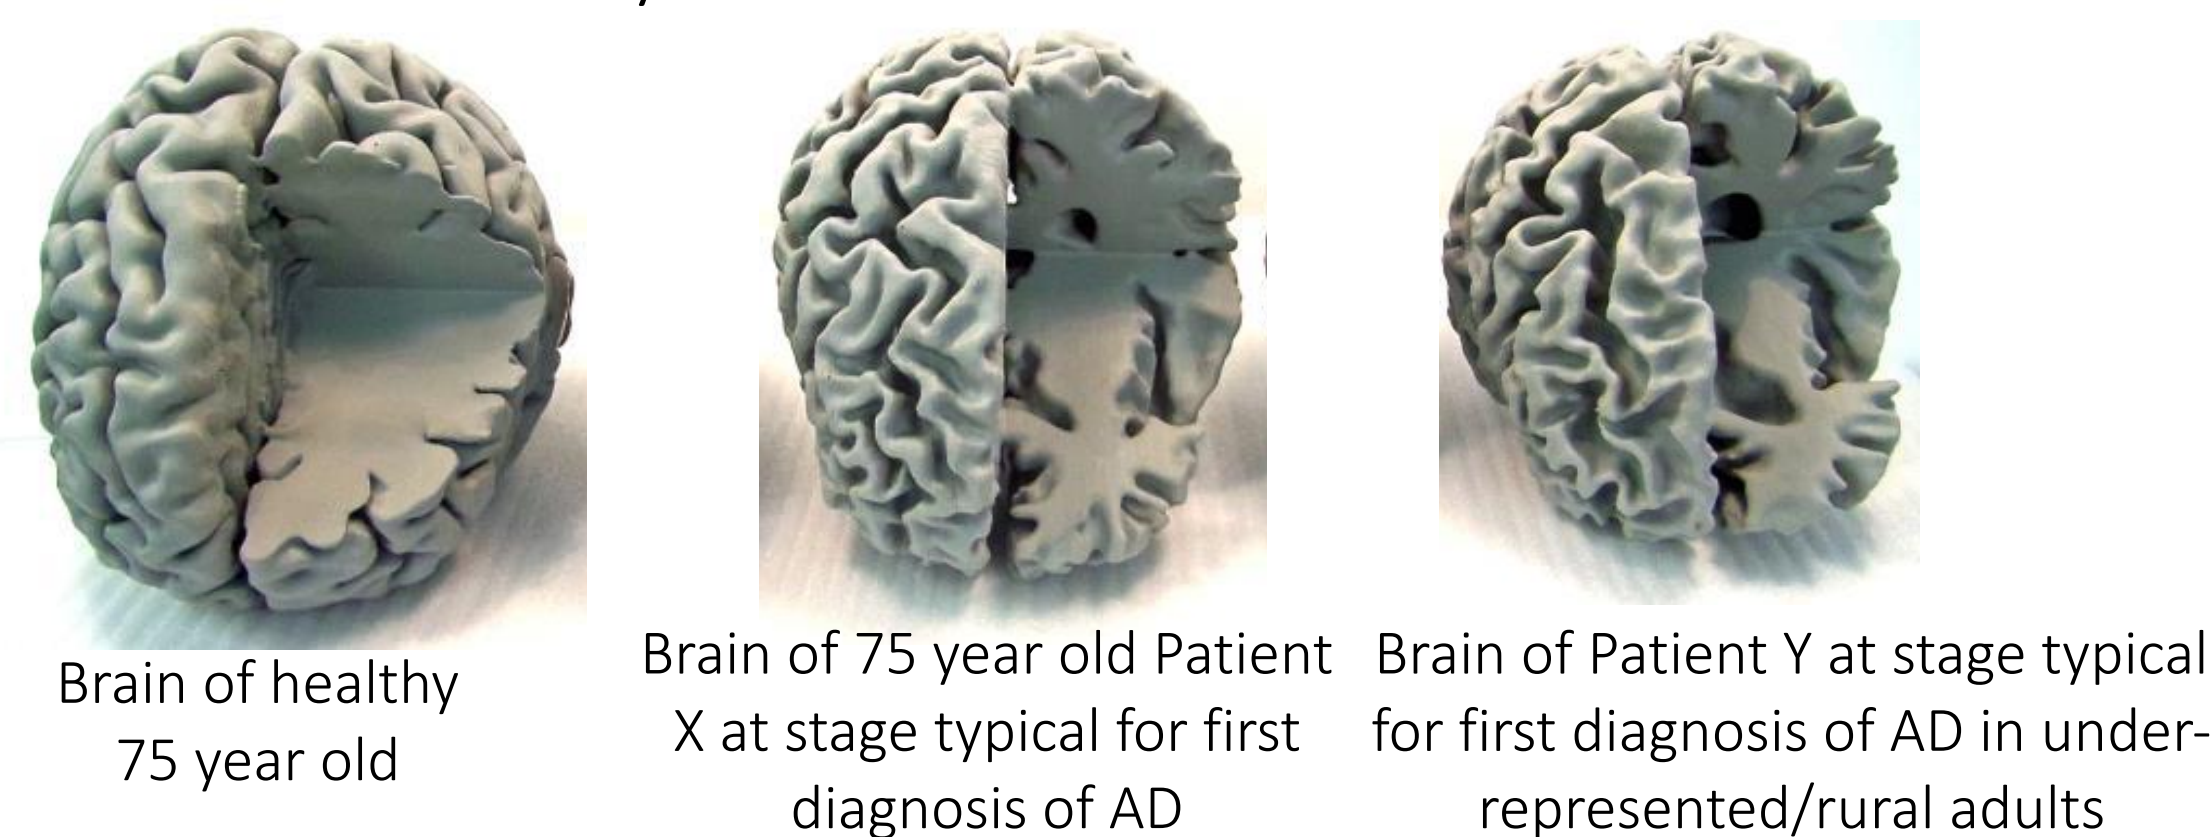 Brain of healthy
75 year old
Brain of 75 year old Patient
X at stage typical for first
diagnosis of AD
Brain of Patient Y at stage typical
for first diagnosis of AD in under-
represented/rural adults